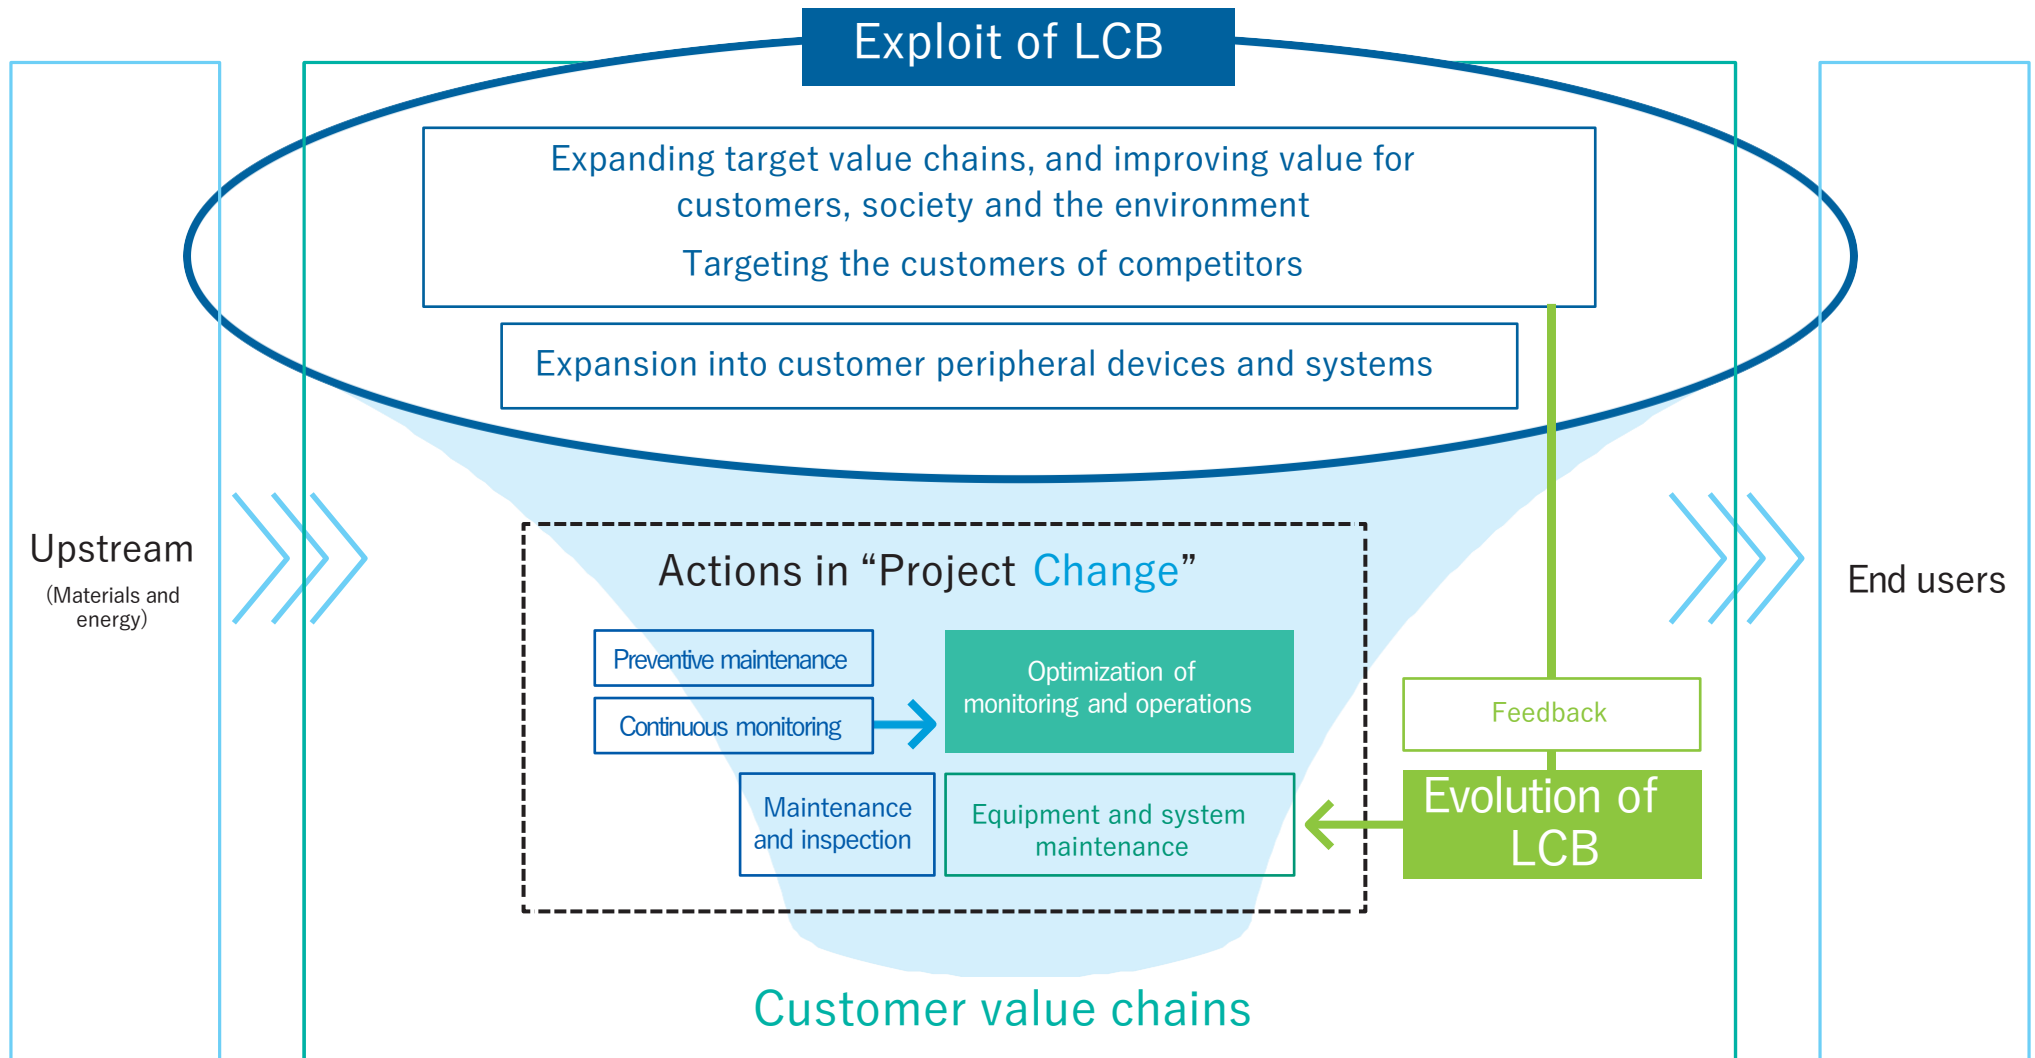 Exploit of LCB
Expanding target value chains, and improving value for
customers, society and the environment
Targeting the customers of competitors
Expansion into customer peripheral devices and systems
Upstream
(Materials and
energy)
Actions in “Project Change”
Preventive maintenance
Continuous monitoring
Optimization of
monitoring and operations
Maintenance
and inspection
Equipment and system
maintenance
Feedback
Evolution of
LCB
End users
Customer value chains